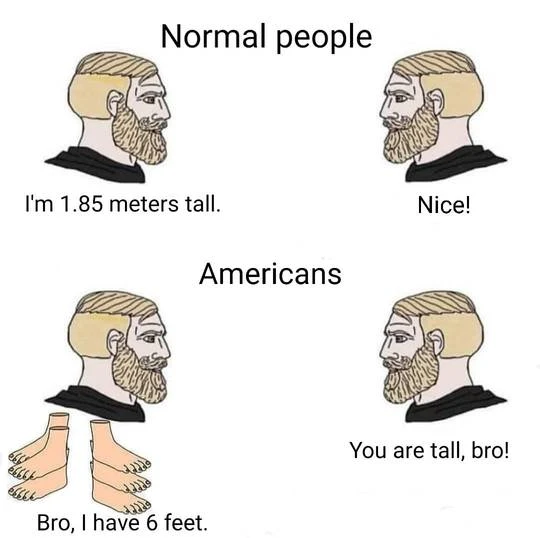 Normal people
I'm 1.85 meters tall.
Nice!
Americans
You are tall, bro!
Bro, I have 6 feet.